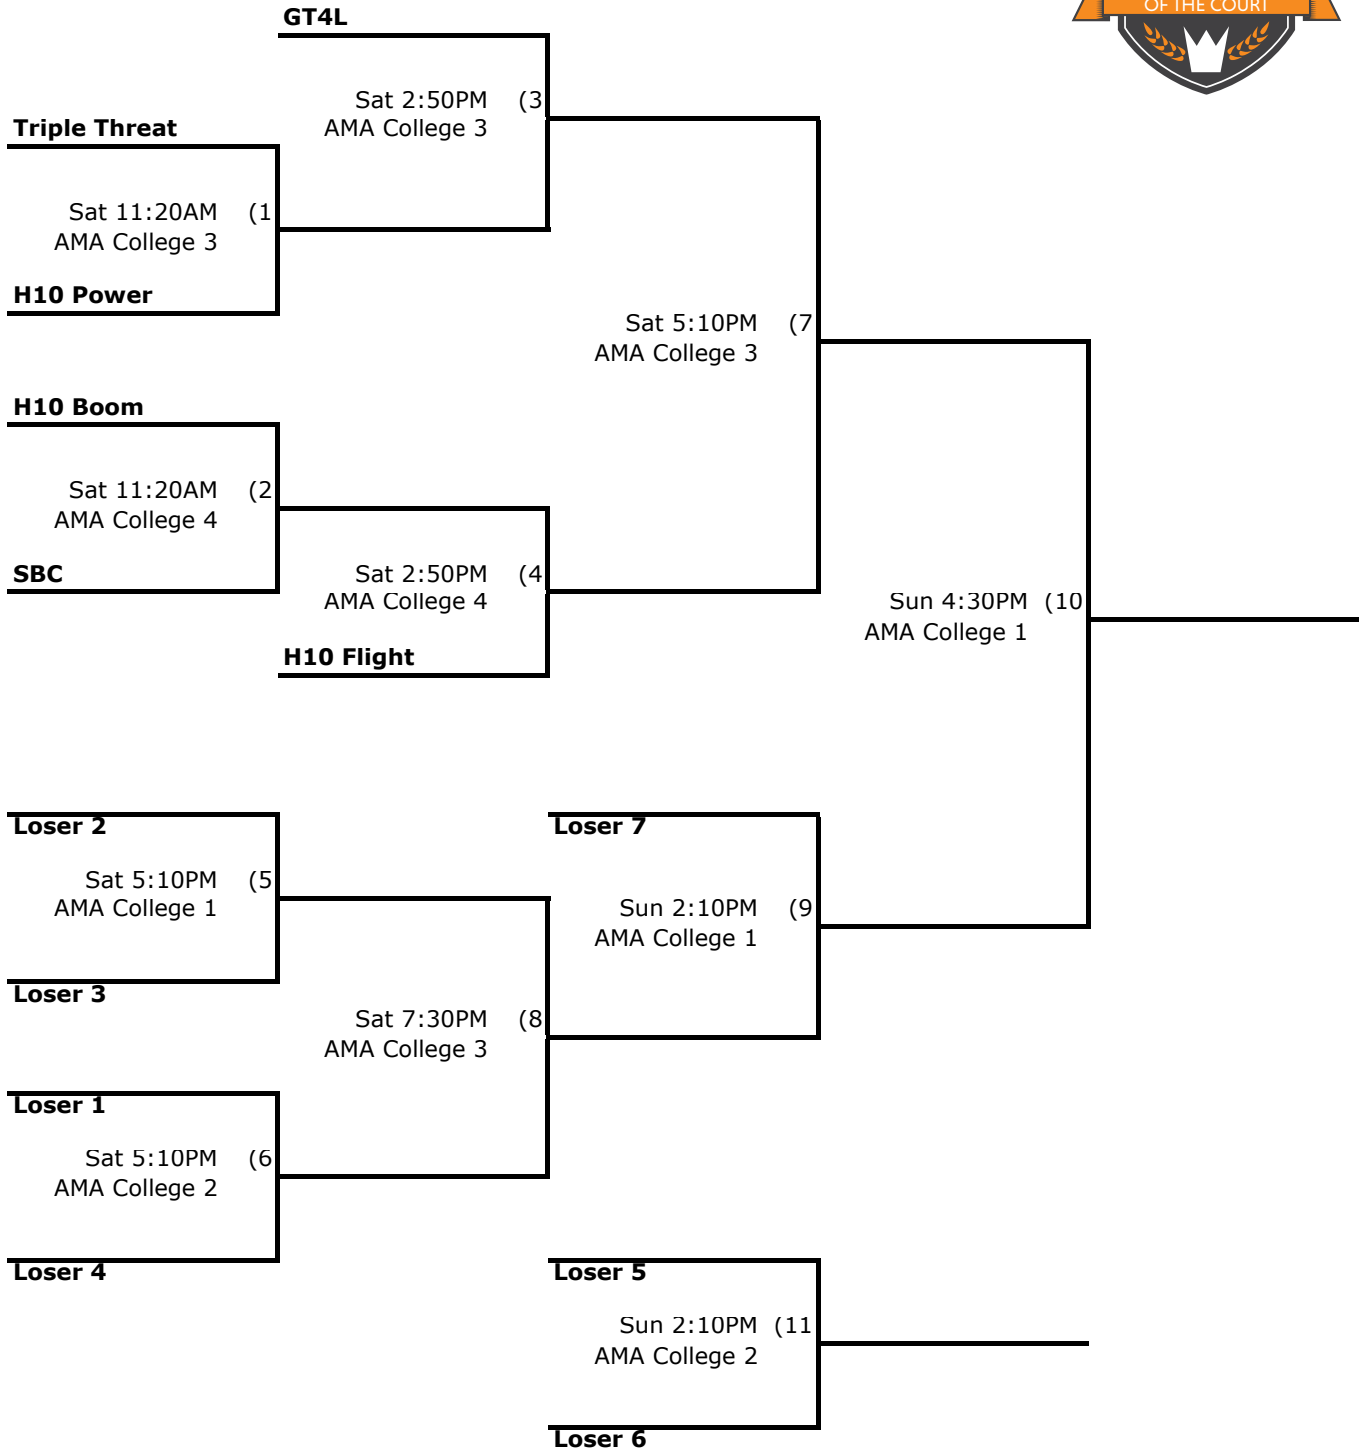 OF THE COURT
GT4L
Sat 2:50PM (3
AMA College 3
Triple Threat
Sat 11:20AM (1
AMA College 3
H10 Power
Sat 5:10PM (7
AMA College 3
H10 Boom
Sat 11:20AM (2
AMA College 4
SBC
Sat 2:50PM (4
AMA College 4
Sun 4:30PM (10
AMA College 1
H10 Flight
Loser 2
Loser 7
Sat 5:10PM (5
AMA College 1
Sun 2:10PM (9
AMA College 1
Loser 3
Sat 7:30PM (8
AMA College 3
Loser 1
Sat 5:10PM (6
AMA College 2
Loser 4
Loser 5
Sun 2:10PM (11
AMA College 2
Loser 6